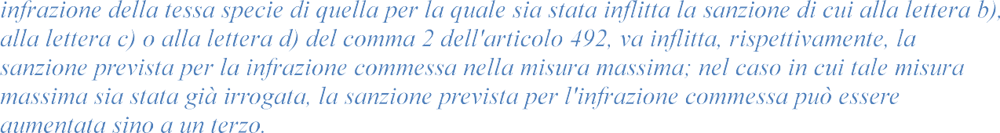 infrazione della tessa specie di quella per la quale sia stata inflitta la sanzione di cui alla lettera b),
alla lettera c) o alla lettera d) del comma 2 dell'articolo 492, va inflitta, rispettivamente, la
sanzione prevista per la infrazione commessa nella misura massima; nel caso in cui tale misura
massima sia stata già irrogata, la sanzione prevista per l'infrazione commessa può essere
aumentata sino a un terzo.